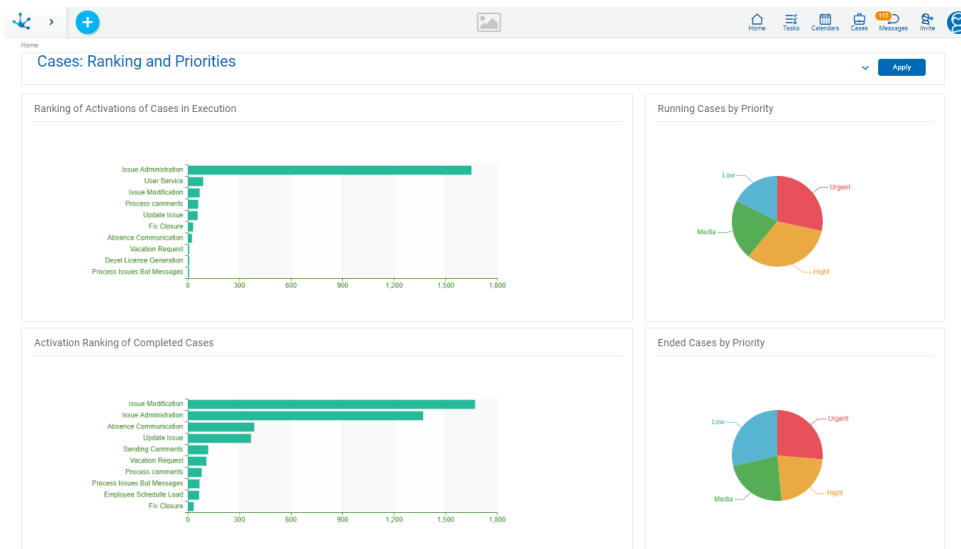 117
Home
Tasks
Calendars
Cases
Messages
Invite
Home
Cases: Ranking and Priorities
Apply
Ranking of Activations of Cases in Execution
Issue Administration
User Service
Issue Modification
Process comments
Update Issue
Fix Closure
Absence Communication
Vacation Request
Deyel License Generation
Process Issues Bot Messages
0 300 600 900 1,200 1,500 1,800
Running Cases by Priority
Low
Urgent
Media
Hight
Activation Ranking of Completed Cases
Issue Modification
Issue Administration
Absence Communication
Update Issue
Sending Comments
Vacation Request
Process comments
Process Issues Bot Messages
Employee Schedulle Load
Fix Closure
0 300 600 900 1,200 1,500 1,800
Ended Cases by Priority
Low
Urgent
Media
Hight